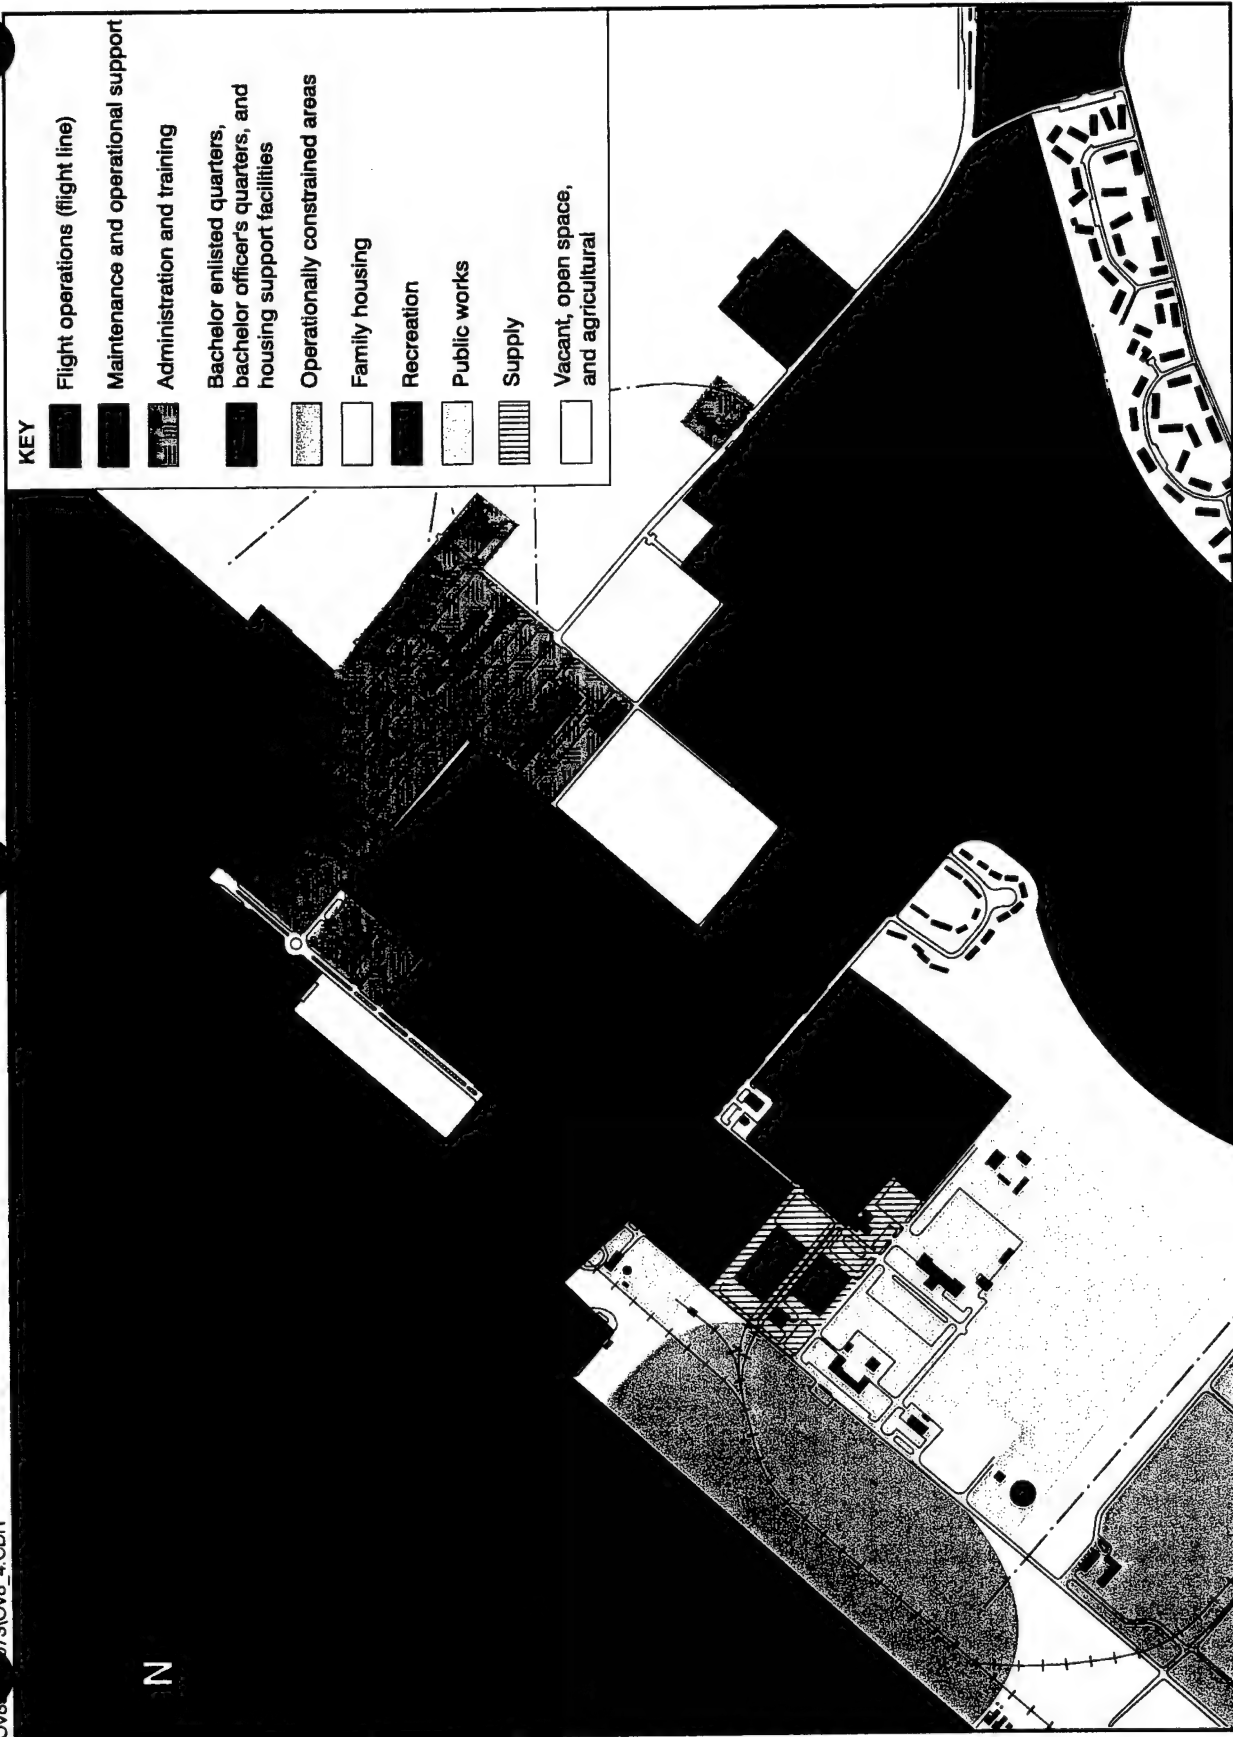 KEY
Flight operations (flight line)
Maintenance and operational support
Administration and training
Bachelor enlisted quarters,
bachelor officer's quarters, and
housing support facilities
Operationally constrained areas
Family housing
Recreation
Public works
Supply
Vacant, open space,
and agricultural
N